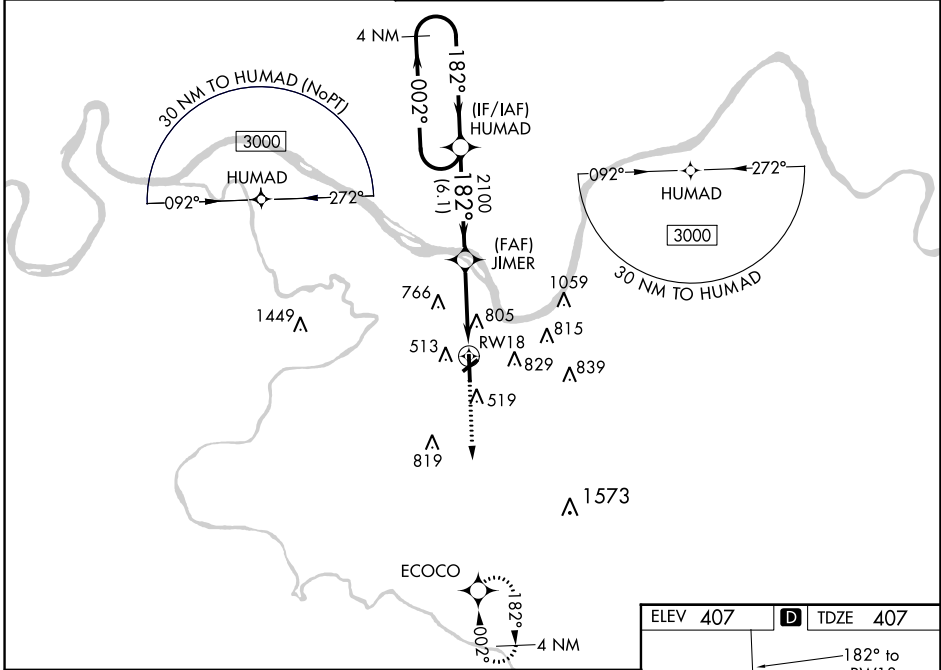 4 NM
182°
002°
(IF/IAF)
HUMAD
30 NM TO HUMAD (NoPT)
3000
HUMAD
092°
272°
2100
182°
(6.1)
092°
272°
HUMAD
3000
30 NM TO HUMAD
(FAF)
JIMER
766
1059
1449
805
815
513
RW18
829
839
519
819
1573
ECOCO
182°
002°
4 NM
ELEV 407 D TDZE 407
182° to